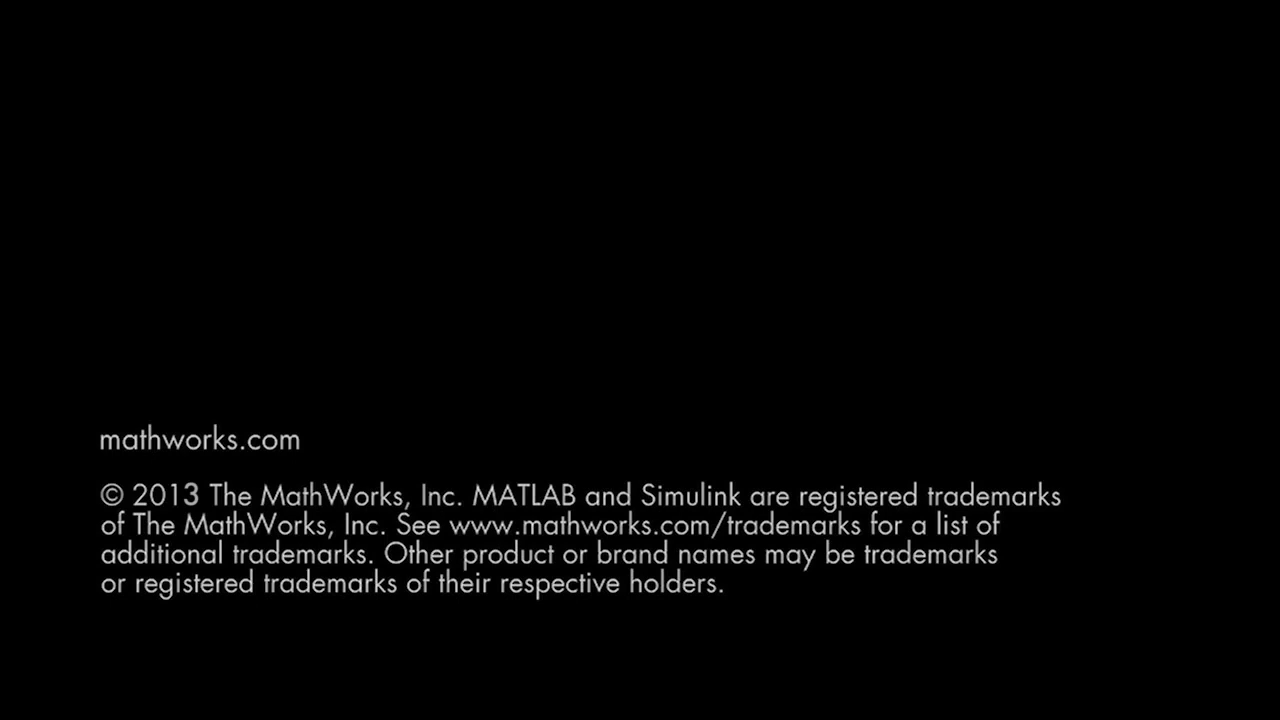 mathworks.com
© 2013 The MathWorks, Inc. MATLAB and Simulink are registered trademarks
of The MathWorks, Inc. See www.mathworks.com/trademarks for a list of
additional trademarks. Other product or brand names may be trademarks
or registered trademarks of their respective holders.